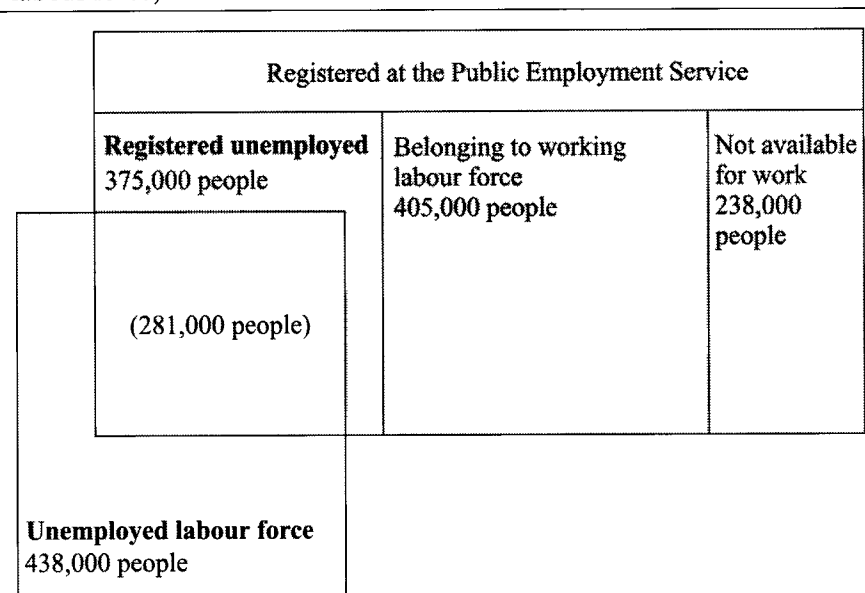 Registered at the Public Employment Service
Registered unemployed
375,000 people
Belonging to working
labour force
405,000 people
Not available
for work
238,000
people
(281,000 people)
Unemployed labour force
438,000 people